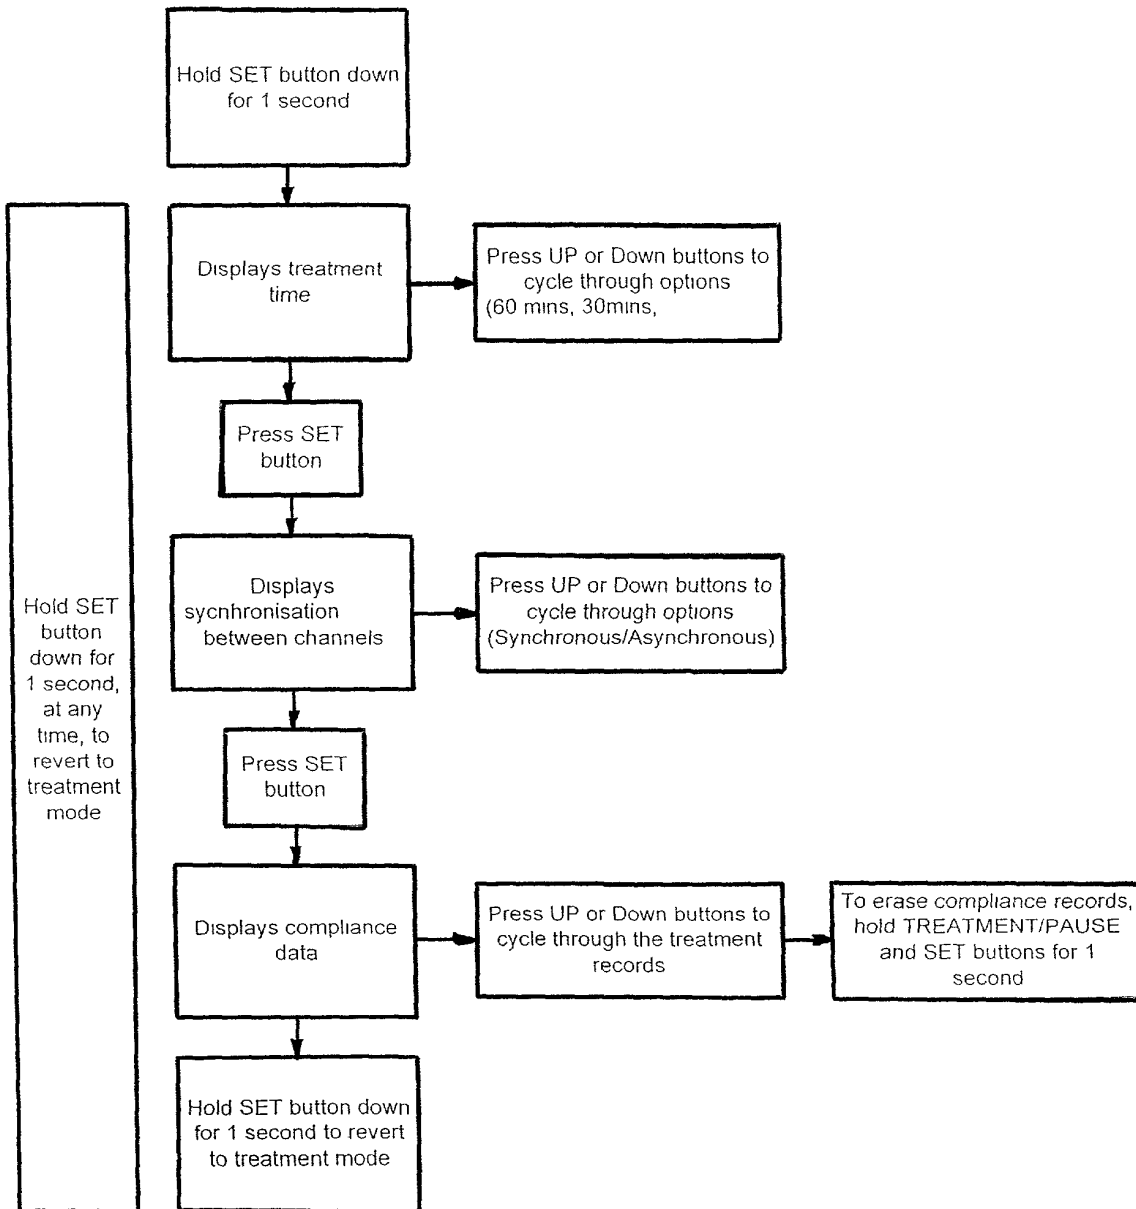 Hold SET button down
for 1 second
Displays treatment
time
Press UP or Down buttons to
cycle through options
(60 mins, 30mins,
Press SET
button
Displays
sycnhronisation
between channels
Press UP or Down buttons to
cycle through options
(Synchronous/Asynchronous)
Hold SET
button
down for
1 second,
at any
time, to
revert to
treatment
mode
Press SET
button
Displays compliance
data
Press UP or Down buttons to
cycle through the treatment
records
To erase compliance records,
hold TREATMENT/PAUSE
and SET buttons for 1
second
Hold SET button down
for 1 second to revert
to treatment mode